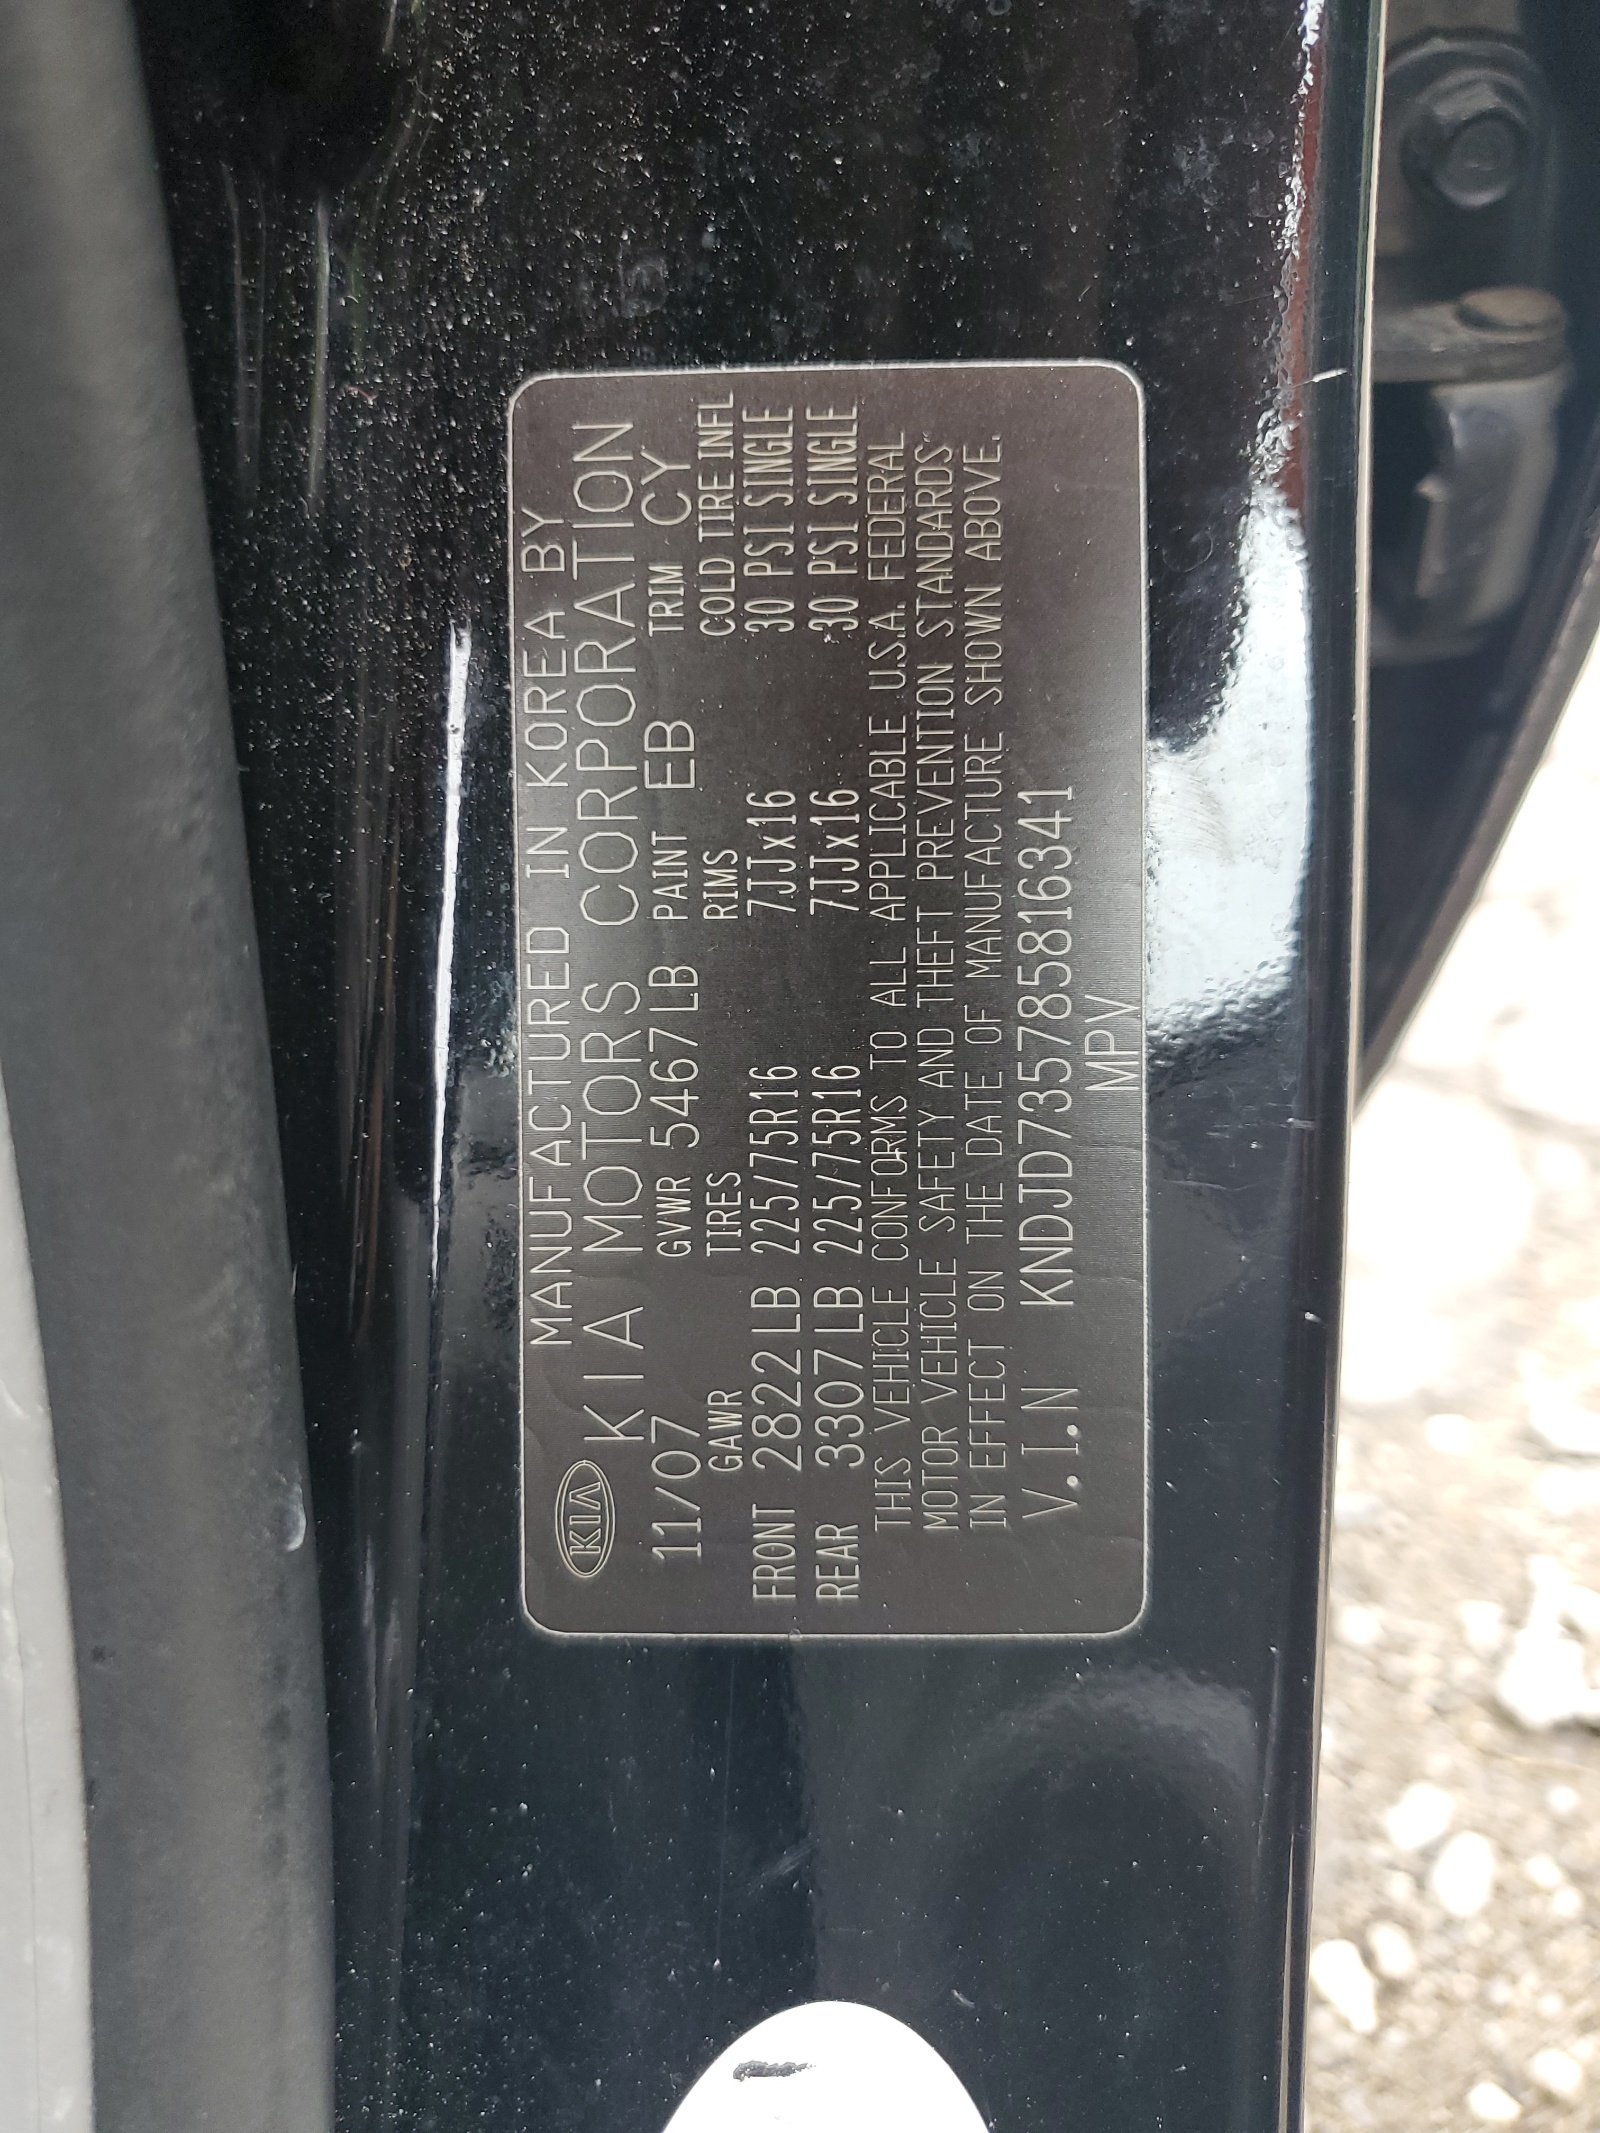 MANUFACTURED IN KOREA BY
KIA KIA MOTORS CORPORATION
11/07 GVWR 5467LB PAINT EB TRIM CY
GAWR TIRES RIMS COLD TIRE INFL
FRONT 2822LB 225/75R16 7JJx16 30 PSI SINGLE
REAR 3307LB 225/75R16 7JJx16 30 PSI SINGLE
THIS VEHICLE CONFORMS TO ALL APPLICABLE U.S.A. FEDERAL
MOTOR VEHICLE SAFETY AND THEFT PREVENTION STANDARDS
IN EFFECT ON THE DATE OF MANUFACTURE SHOWN ABOVE.
V.I.N KNDJD735785816341
MPV